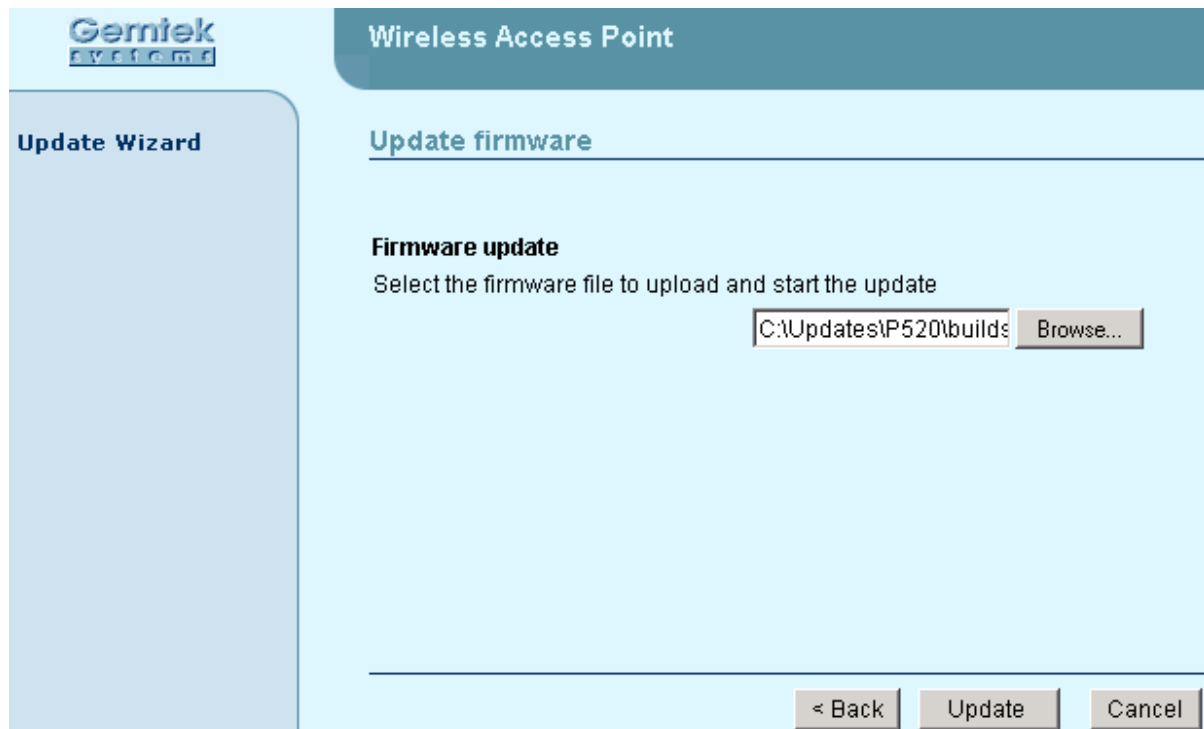 Gemtek
systems
Wireless Access Point
Update Wizard
Update firmware
Firmware update
Select the firmware file to upload and start the update
C:\Updates\P520\builds
Browse...
< Back
Update
Cancel